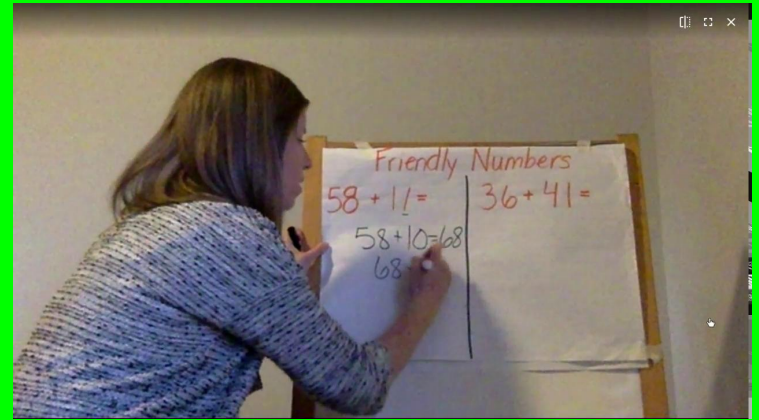 Friendly Numbers
58 + 11 =
58+10=68
68
36 + 41 =